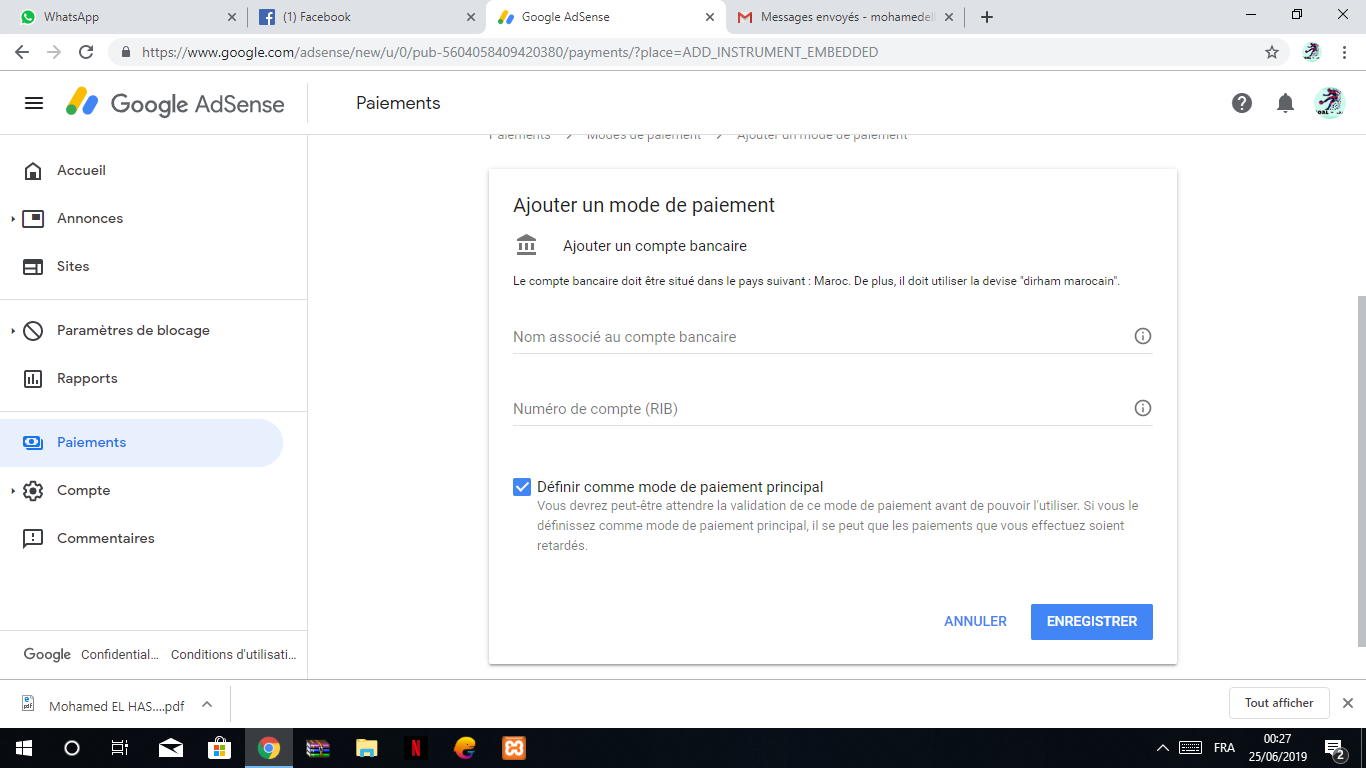 WhatsApp
(1) Facebook
Google AdSense
Messages envoyés - mohamedell
https://www.google.com/adsense/new/u/0/pub-5604058409420380/payments/?place=ADD_INSTRUMENT_EMBEDDED
Google AdSense
Paiements
Paiements > Modes de paiement > Ajouter un mode de paiement
Accueil
Annonces
Sites
Paramètres de blocage
Rapports
Paiements
Compte
Commentaires
Google Confidential... Conditions d'utilisati...
Ajouter un mode de paiement
Ajouter un compte bancaire
Le compte bancaire doit être situé dans le pays suivant : Maroc. De plus, il doit utiliser la devise "dirham marocain".
Nom associé au compte bancaire
Numéro de compte (RIB)
Définir comme mode de paiement principal
Vous devrez peut-être attendre la validation de ce mode de paiement avant de pouvoir l'utiliser. Si vous le
définissez comme mode de paiement principal, il se peut que les paiements que vous effectuez soient
retardés.
ANNULER
ENREGISTRER
Mohamed EL HAS....pdf
Tout afficher
FRA
00:27
25/06/2019
2